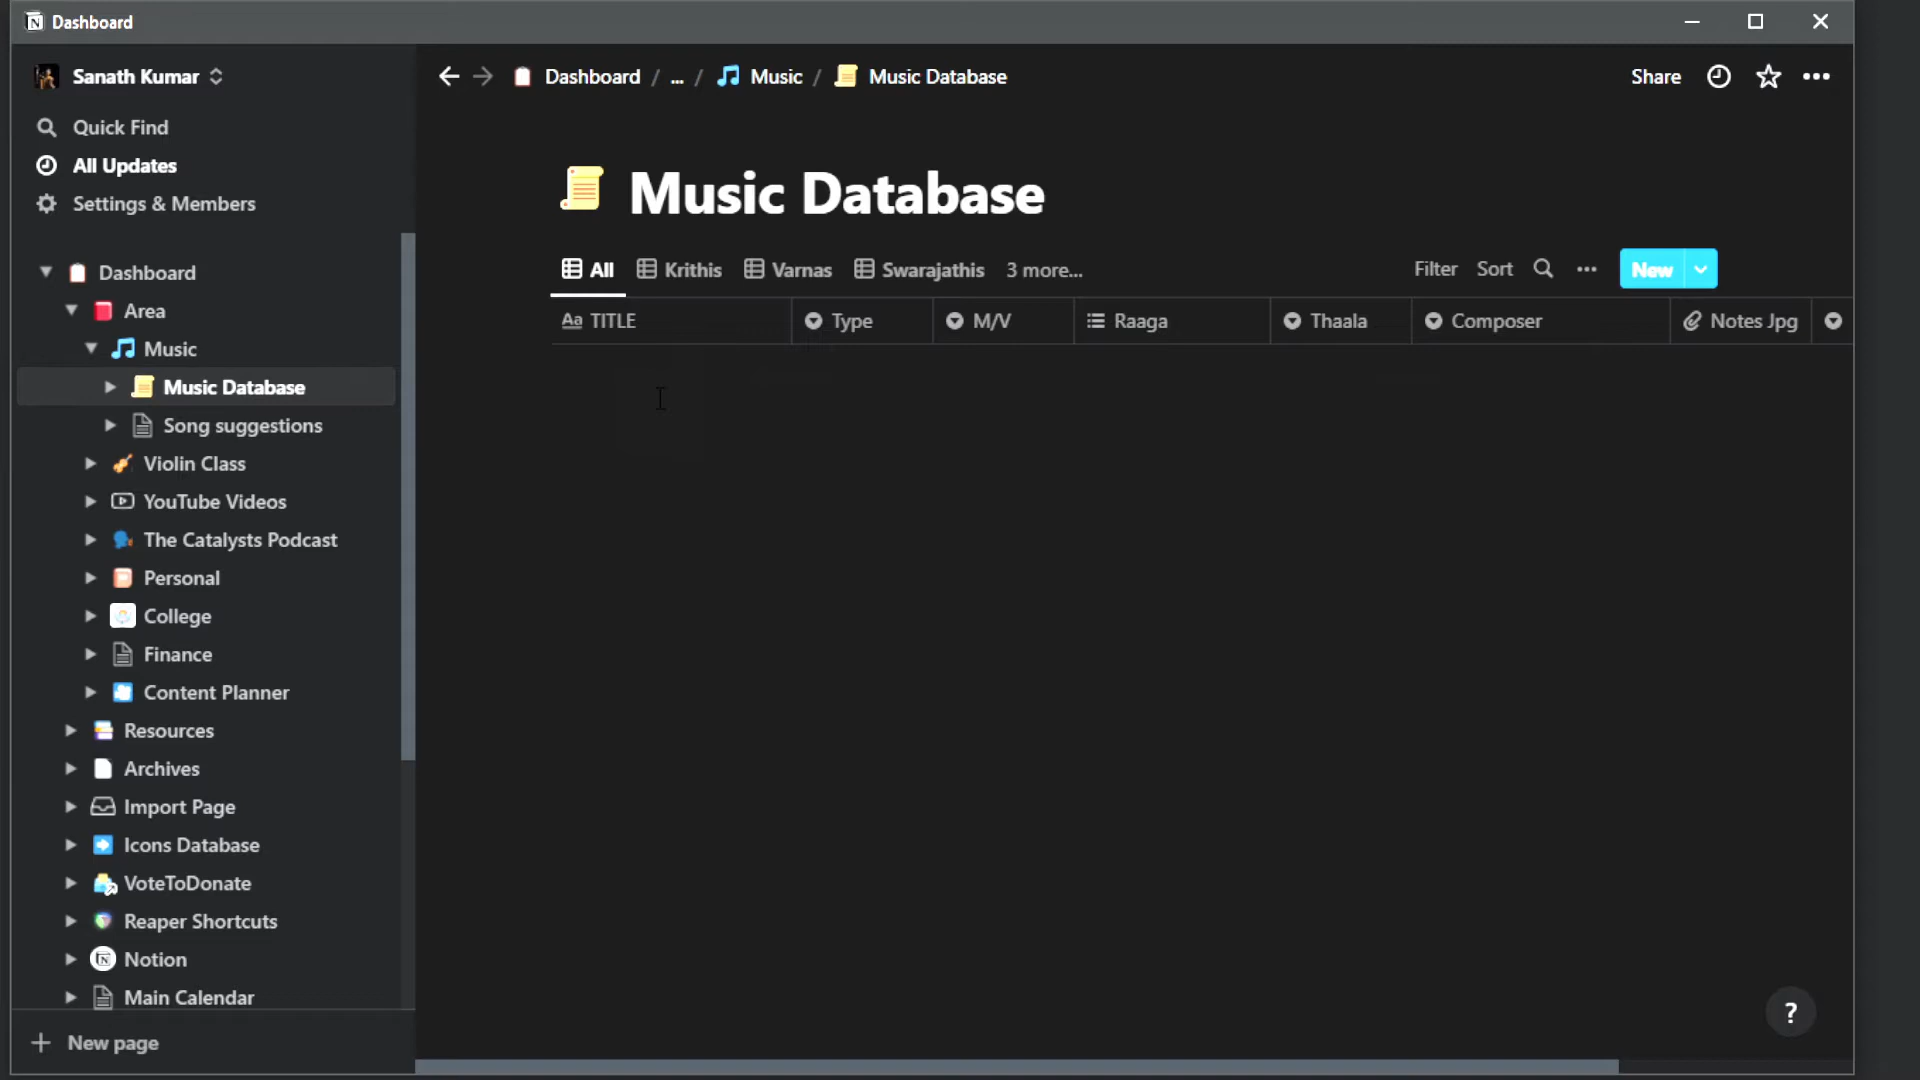 Dashboard
Sanath Kumar
Quick Find
All Updates
Settings & Members
Dashboard
Area
Music
Music Database
Song suggestions
Violin Class
YouTube Videos
The Catalysts Podcast
Personal
College
Finance
Content Planner
Resources
Archives
Import Page
Icons Database
VoteToDonate
Reaper Shortcuts
Notion
Main Calendar
New page
Dashboard / ... / Music / Music Database
Share
Music Database
All Krithis Varnas Swarajathis 3 more...
Filter Sort New
Aa TITLE Type M/V Raaga Thaala Composer Notes Jpg
?